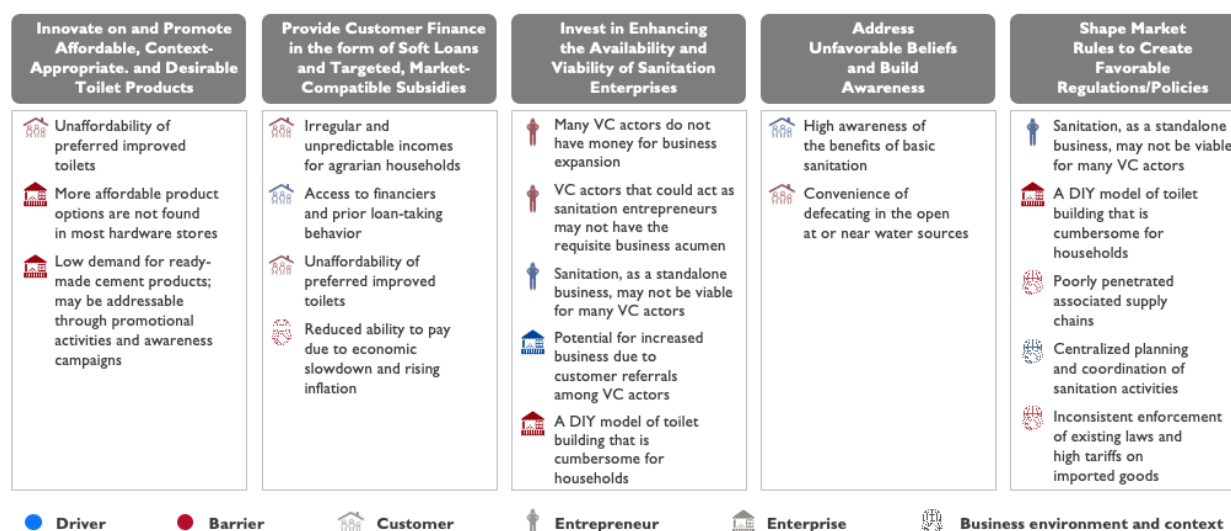 Innovate on and Promote
Affordable, Context-
Appropriate. and Desirable
Toilet Products
Unaffordability of
preferred improved
toilets
More affordable product
options are not found
in most hardware stores
Low demand for ready-
made cement products;
may be addressable
through promotional
activities and awareness
campaigns
Provide Customer Finance
in the form of Soft Loans
and Targeted, Market-
Compatible Subsidies
Irregular and
unpredictable incomes
for agrarian households
Access to financiers
and prior loan-taking
behavior
Unaffordability of
preferred improved
toilets
Reduced ability to pay
due to economic
slowdown and rising
inflation
Invest in Enhancing
the Availability and
Viability of Sanitation
Enterprises
Many VC actors do not
have money for business
expansion
VC actors that could act as
sanitation entrepreneurs
may not have the
requisite business acumen
Sanitation, as a standalone
business, may not be viable
for many VC actors
Potential for increased
business due to
customer referrals
among VC actors
A DIY model of toilet
building that is
cumbersome for
households
Address
Unfavorable Beliefs
and Build
Awareness
High awareness of
the benefits of basic
sanitation
Convenience of
defecating in the open
at or near water sources
Shape Market
Rules to Create
Favorable
Regulations/Policies
Sanitation, as a standalone
business, may not be viable
for many VC actors
A DIY model of toilet
building that is
cumbersome for
households
Poorly penetrated
associated supply
chains
Centralized planning
and coordination of
sanitation activities
Inconsistent enforcement
of existing laws and
high tariffs on
imported goods
Driver Barrier Customer Entrepreneur Enterprise Business environment and context